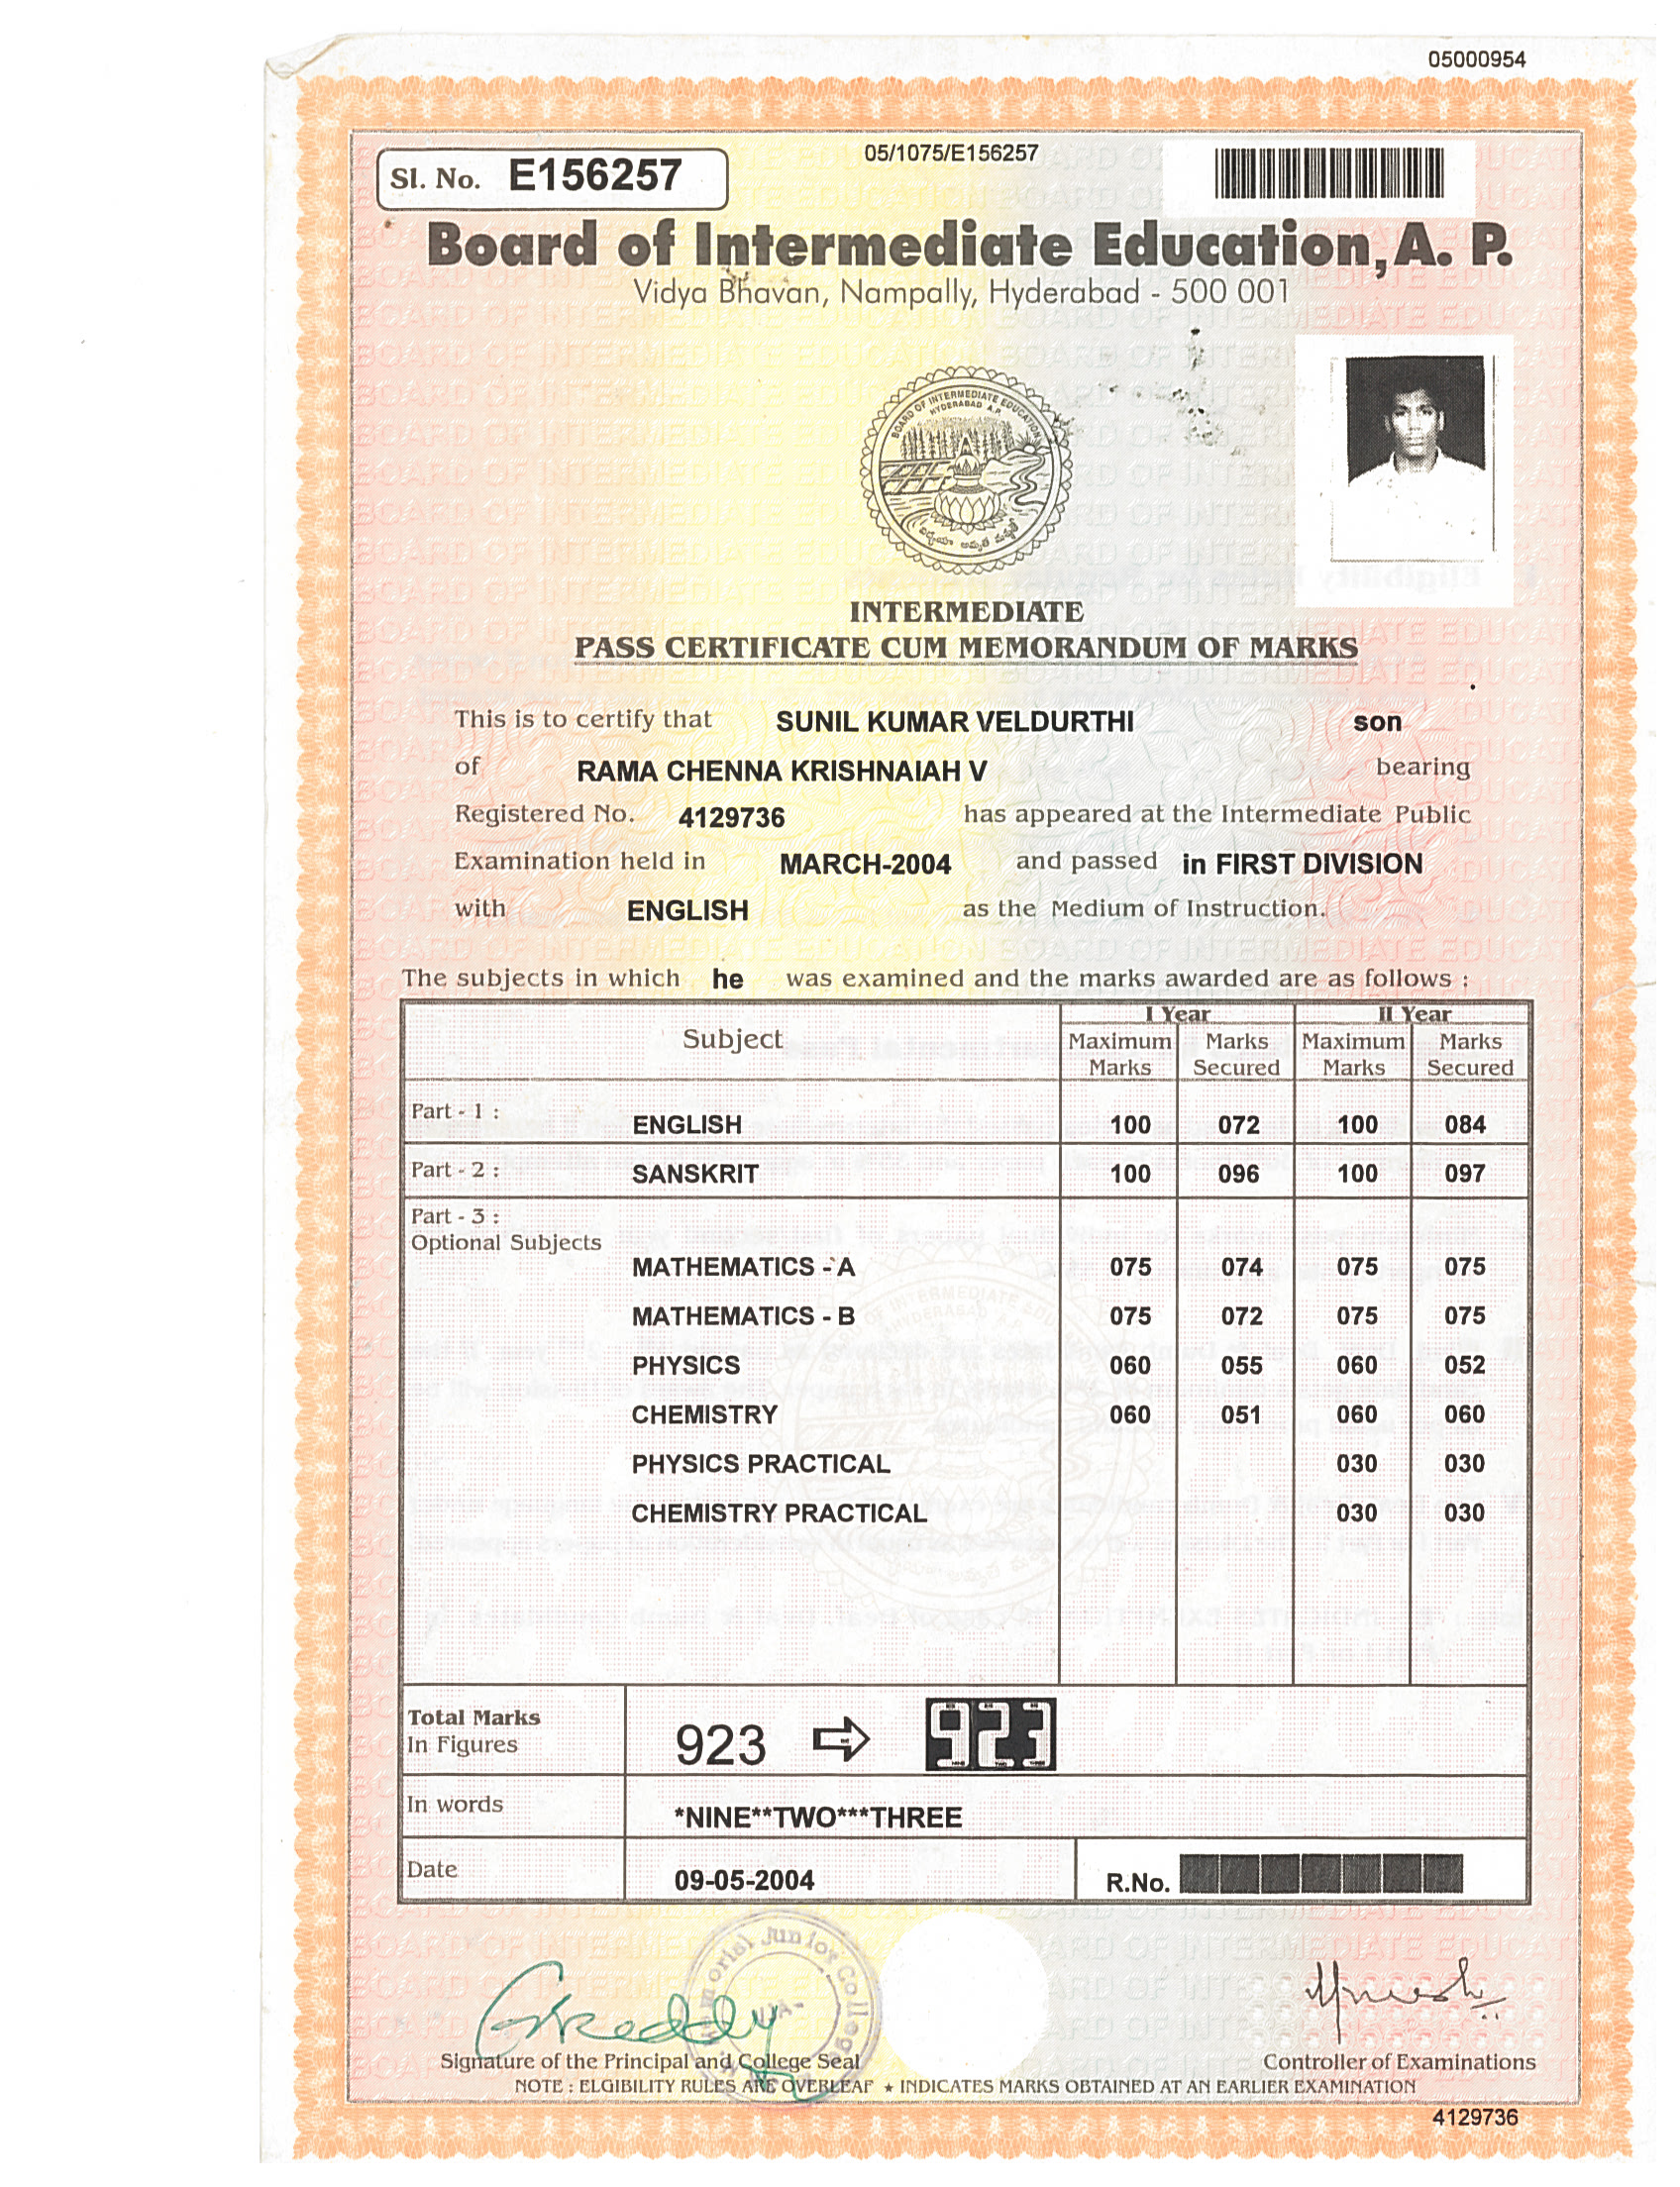 05000954
Sl. No. E156257
05/1075/E156257
Board of Intermediate Education, A. P.
Vidya Bhavan, Nampally, Hyderabad - 500 001
BOARD OF INTERMEDIATE EDUCATION
HYDERABAD A.P.
INTERMEDIATE
PASS CERTIFICATE CUM MEMORANDUM OF MARKS
This is to certify that SUNIL KUMAR VELDURTHI son
of RAMA CHENNA KRISHNAIAH V bearing
Registered No. 4129736 has appeared at the Intermediate Public
Examination held in MARCH-2004 and passed in FIRST DIVISION
with ENGLISH as the Medium of Instruction.
The subjects in which he was examined and the marks awarded are as follows :
Subject I Year II Year
Maximum Marks Marks Secured Maximum Marks Marks Secured
Part - 1 :
ENGLISH 100 072 100 084
Part - 2 : SANSKRIT 100 096 100 097
Part - 3 :
Optional Subjects
MATHEMATICS - A 075 074 075 075
MATHEMATICS - B 075 072 075 075
PHYSICS 060 055 060 052
CHEMISTRY 060 051 060 060
PHYSICS PRACTICAL 030 030
CHEMISTRY PRACTICAL 030 030
Total Marks
In Figures 923 923
In words *NINE**TWO***THREE
Date 09-05-2004 R.No.
Junior College
Signature of the Principal and College Seal
Controller of Examinations
NOTE : ELGIBILITY RULES ARE OVERLEAF ★ INDICATES MARKS OBTAINED AT AN EARLIER EXAMINATION
4129736